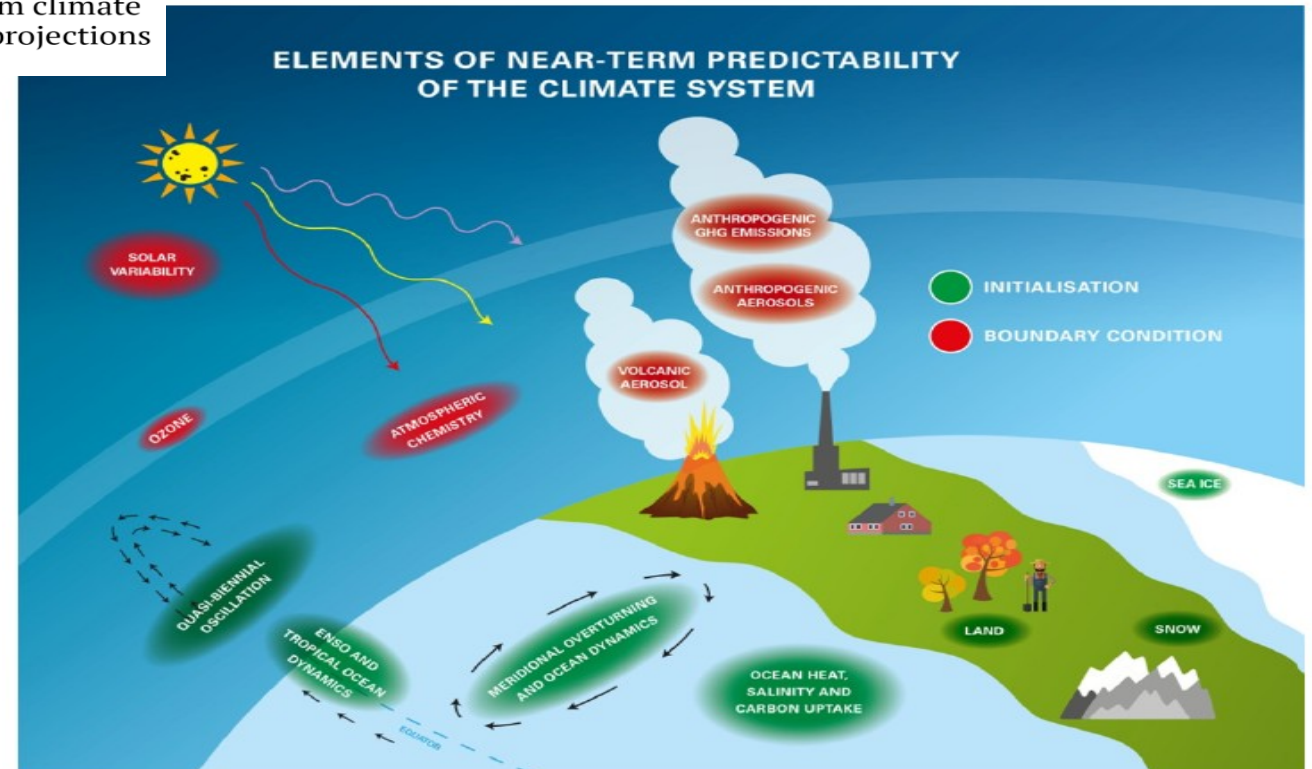 m climate
projections
ELEMENTS OF NEAR-TERM PREDICTABILITY
OF THE CLIMATE SYSTEM
SOLAR
VARIABILITY
ANTHROPOGENIC
GHG EMISSIONS
ANTHROPOGENIC
AEROSOLS
INITIALISATION
BOUNDARY CONDITION
VOLCANIC
AEROSOL
OZONE
ATMOSPHERIC
CHEMISTRY
SEA ICE
QUASI-BIENNIAL
OSCILLATION
ENSO AND
TROPICAL OCEAN
DYNAMICS
MERIDIONAL OVERTURNING
AND OCEAN DYNAMICS
LAND
SNOW
OCEAN HEAT,
SALINITY AND
CARBON UPTAKE
EQUATOR